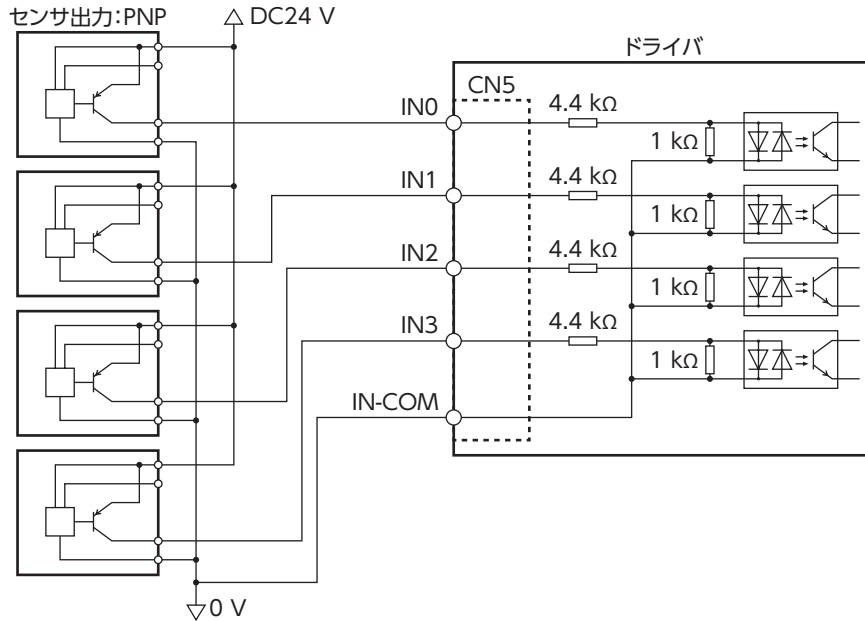 センサ出力：PNP
DC24 V
ドライバ
CN5
IN0
4.4 kΩ
1 kΩ
IN1
4.4 kΩ
1 kΩ
IN2
4.4 kΩ
1 kΩ
IN3
4.4 kΩ
1 kΩ
IN-COM
0 V